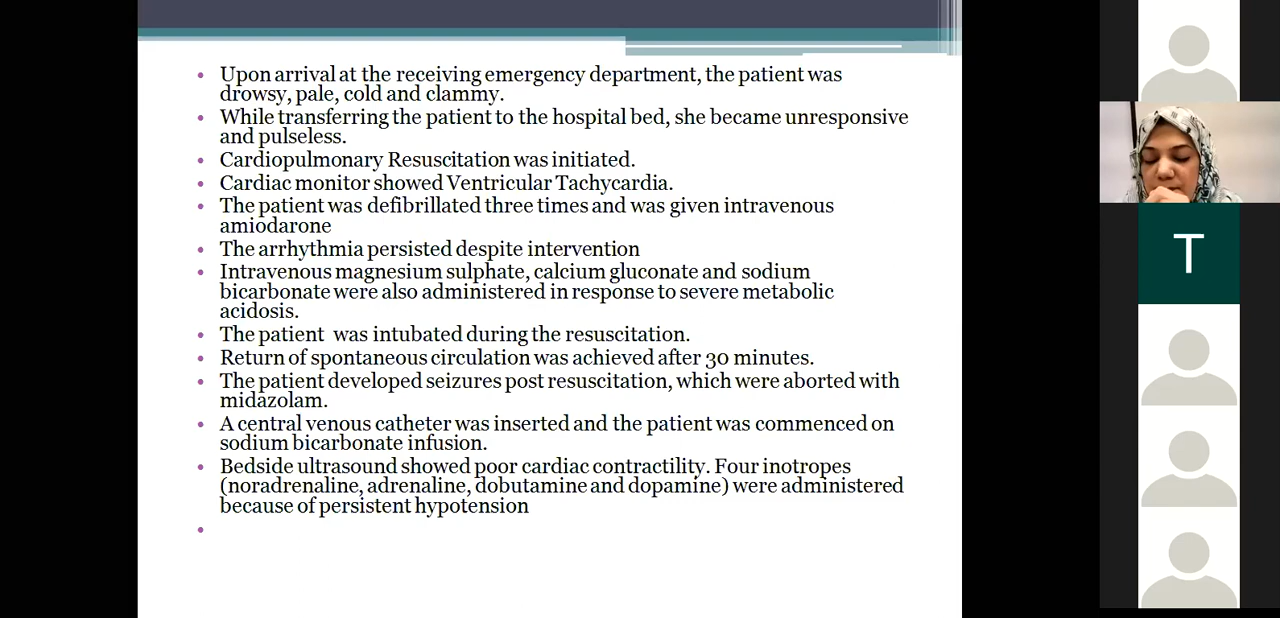 Upon arrival at the receiving emergency department, the patient was
drowsy, pale, cold and clammy.
While transferring the patient to the hospital bed, she became unresponsive
and pulseless.
Cardiopulmonary Resuscitation was initiated.
Cardiac monitor showed Ventricular Tachycardia.
The patient was defibrillated three times and was given intravenous
amiodarone
The arrhythmia persisted despite intervention
Intravenous magnesium sulphate, calcium gluconate and sodium
bicarbonate were also administered in response to severe metabolic
acidosis.
The patient was intubated during the resuscitation.
Return of spontaneous circulation was achieved after 30 minutes.
The patient developed seizures post resuscitation, which were aborted with
midazolam.
A central venous catheter was inserted and the patient was commenced on
sodium bicarbonate infusion.
Bedside ultrasound showed poor cardiac contractility. Four inotropes
(noradrenaline, adrenaline, dobutamine and dopamine) were administered
because of persistent hypotension
T